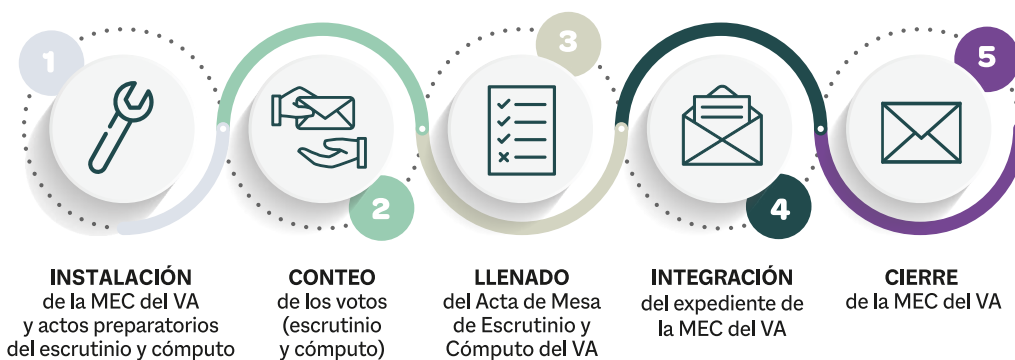 1
INSTALACIÓN
de la MEC del VA
y actos preparatorios
del escrutinio y cómputo
2
CONTEO
de los votos
(escrutinio
y cómputo)
3
LLENADO
del Acta de Mesa
de Escrutinio y
Cómputo del VA
4
INTEGRACIÓN
del expediente de
la MEC del VA
5
CIERRE
de la MEC del VA